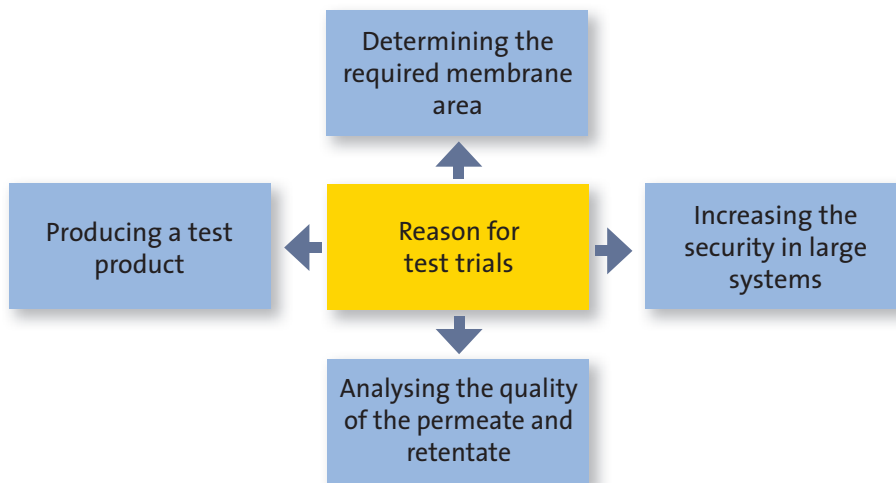 Determining the
required membrane
area
Producing a test
product
Reason for
test trials
Increasing the
security in large
systems
Analysing the quality
of the permeate and
retentate